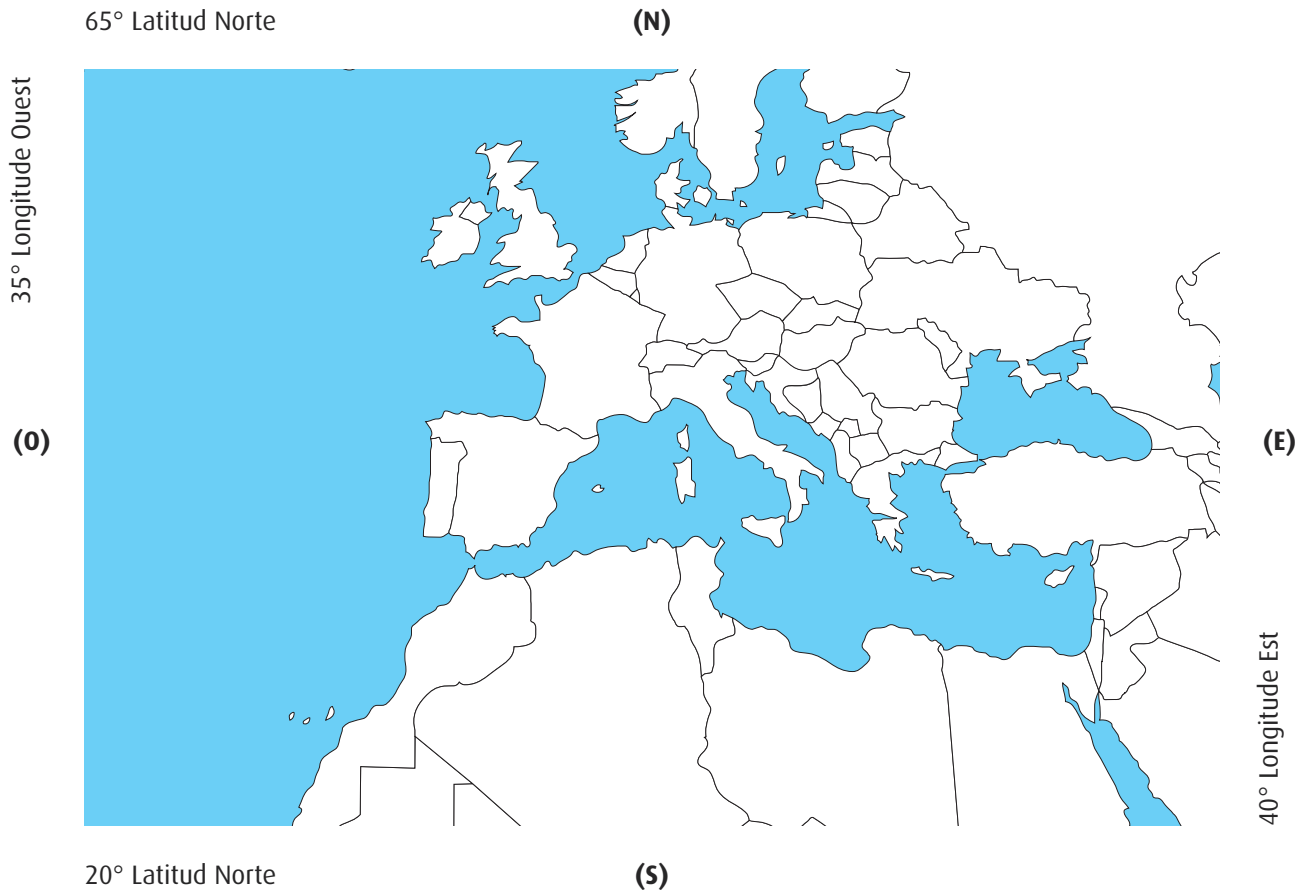 65° Latitud Norte
(N)
35° Longitude Ouest
(O)
(E)
40° Longitude Est
20° Latitud Norte
(S)